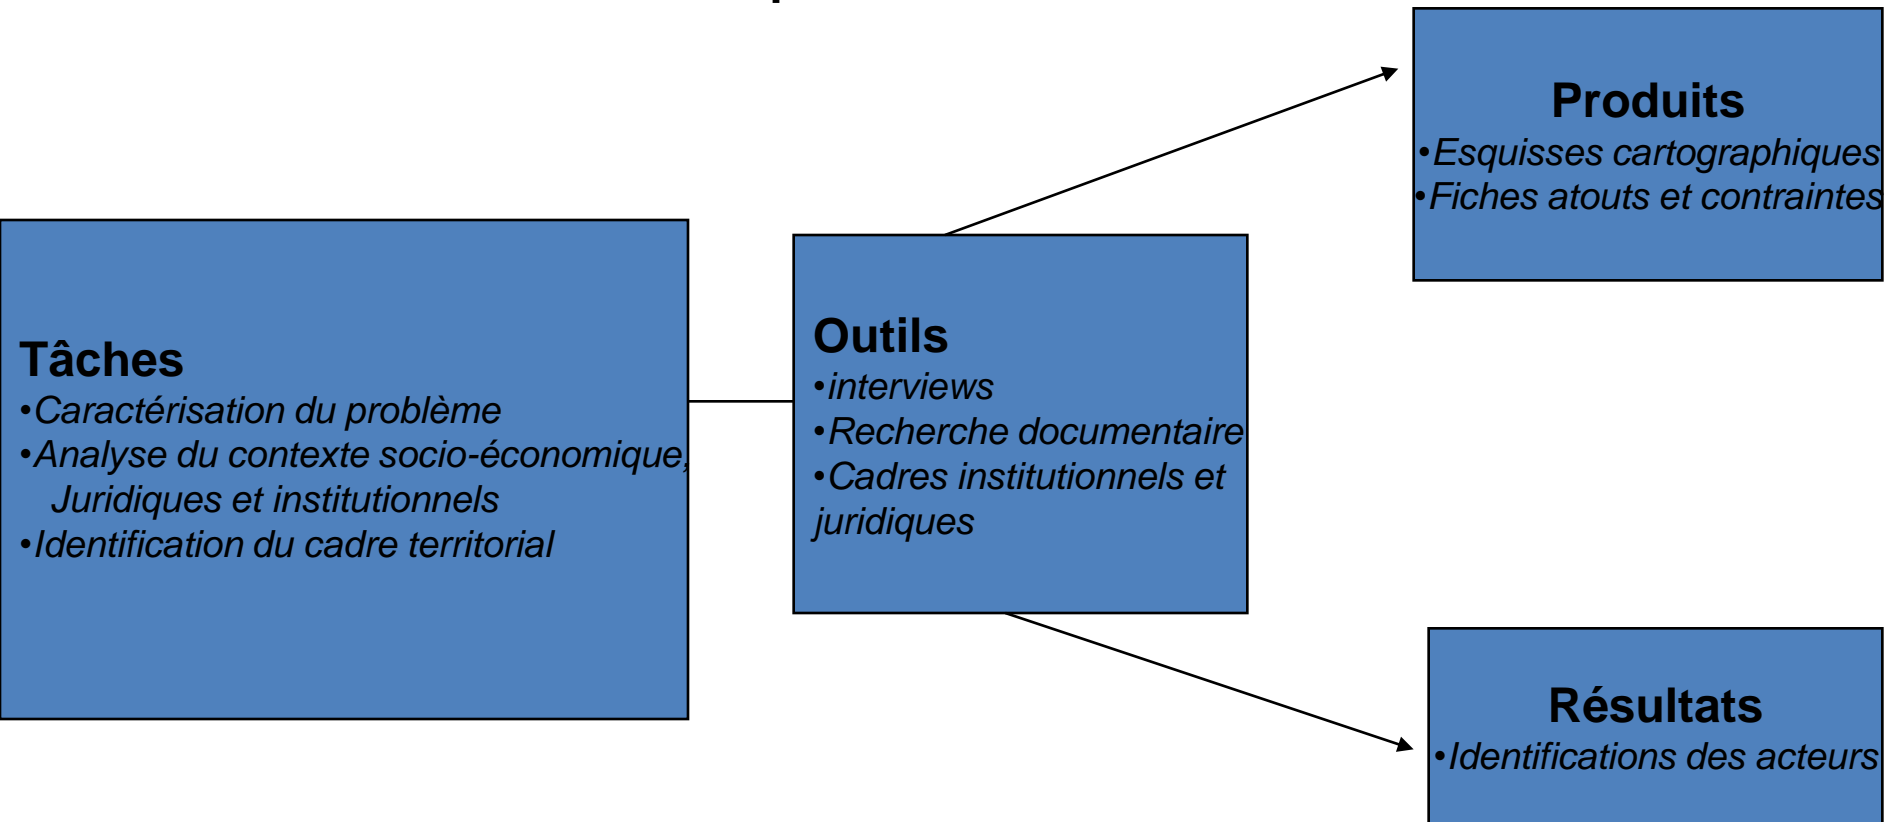 Tâches
•Caractérisation du problème
•Analyse du contexte socio-économique,
Juridiques et institutionnels
•Identification du cadre territorial
Outils
•interviews
•Recherche documentaire
•Cadres institutionnels et
juridiques
Produits
•Esquisses cartographiques
•Fiches atouts et contraintes
Résultats
•Identifications des acteurs